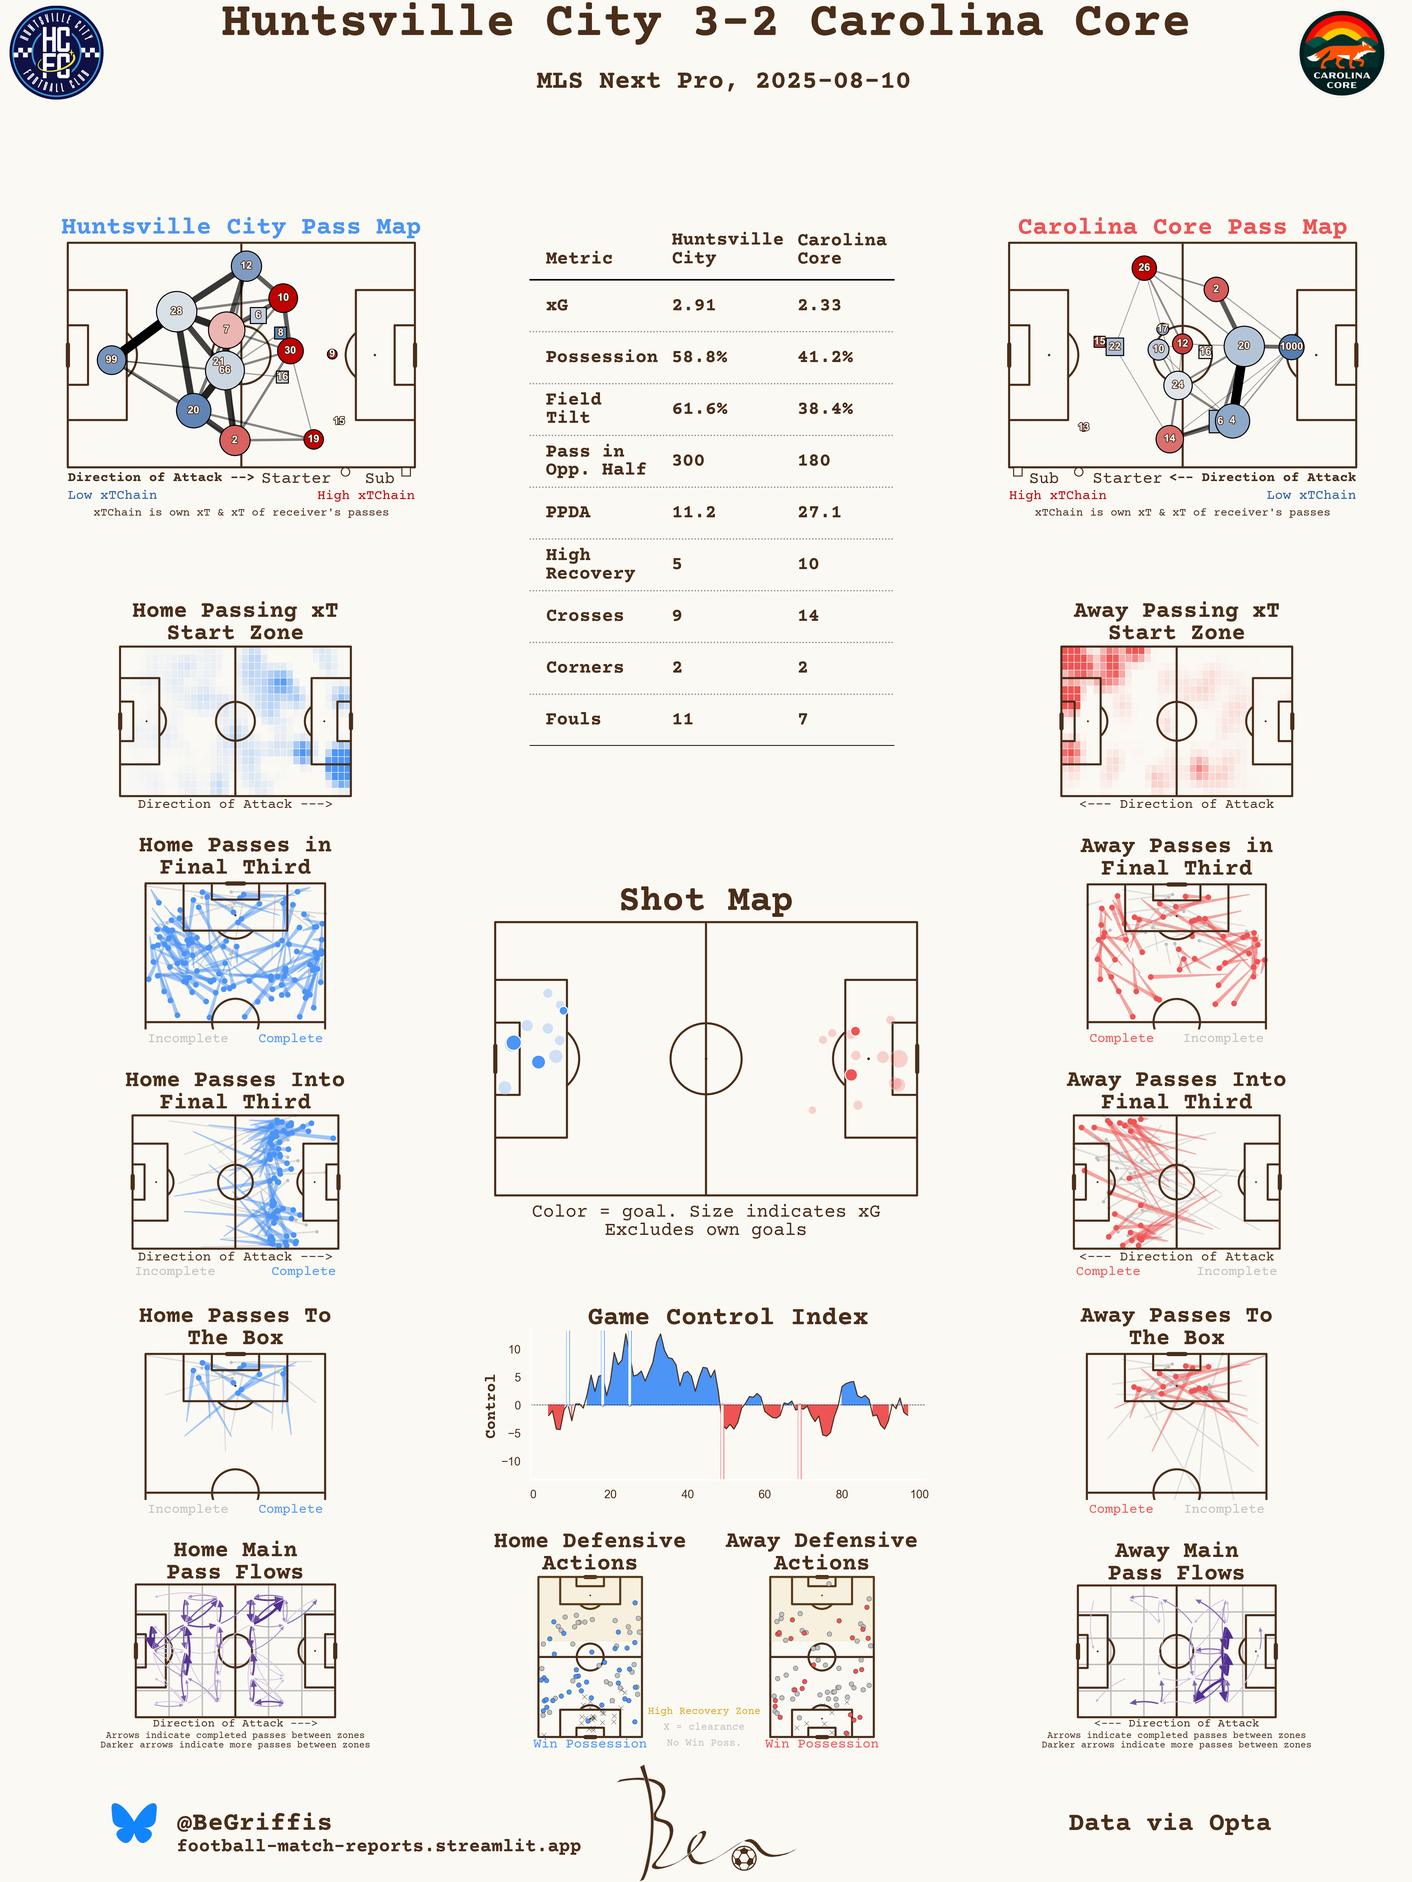 Huntsville City 3-2 Carolina Core
MLS Next Pro, 2025-08-10
HUNTSVILLE CITY
HC
FC
FOOTBALL CLUB
CAROLINA
CORE
Huntsville City Pass Map
12
10
28
6
7
8
30
9
99
21
66
16
20
15
2
19
Direction of Attack --> Starter Sub
Low xTChain High xTChain
xTChain is own xT & xT of receiver's passes
Metric Huntsville City Carolina Core
xG 2.91 2.33
Possession 58.8% 41.2%
Field Tilt 61.6% 38.4%
Pass in Opp. Half 300 180
PPDA 11.2 27.1
High Recovery 5 10
Crosses 9 14
Corners 2 2
Fouls 11 7
Carolina Core Pass Map
26
2
17
15
22
10
12
16
20
1000
24
13
6
4
14
Sub Starter <-- Direction of Attack
High xTChain Low xTChain
xTChain is own xT & xT of receiver's passes
Home Passing xT
Start Zone
Direction of Attack --->
Away Passing xT
Start Zone
<--- Direction of Attack
Home Passes in
Final Third
Incomplete Complete
Away Passes in
Final Third
Complete Incomplete
Shot Map
Color = goal. Size indicates xG
Excludes own goals
Home Passes Into
Final Third
Direction of Attack --->
Incomplete Complete
Away Passes Into
Final Third
<--- Direction of Attack
Complete Incomplete
Home Passes To
The Box
Incomplete Complete
Game Control Index
Control
10
5
0
−5
−10
0 20 40 60 80 100
Away Passes To
The Box
Complete Incomplete
Home Main
Pass Flows
Direction of Attack --->
Arrows indicate completed passes between zones
Darker arrows indicate more passes between zones
Home Defensive
Actions
Win Possession
High Recovery Zone
X = clearance
No Win Poss.
Away Defensive
Actions
Win Possession
Away Main
Pass Flows
<--- Direction of Attack
Arrows indicate completed passes between zones
Darker arrows indicate more passes between zones
@BeGriffis
football-match-reports.streamlit.app
Ben
Data via Opta